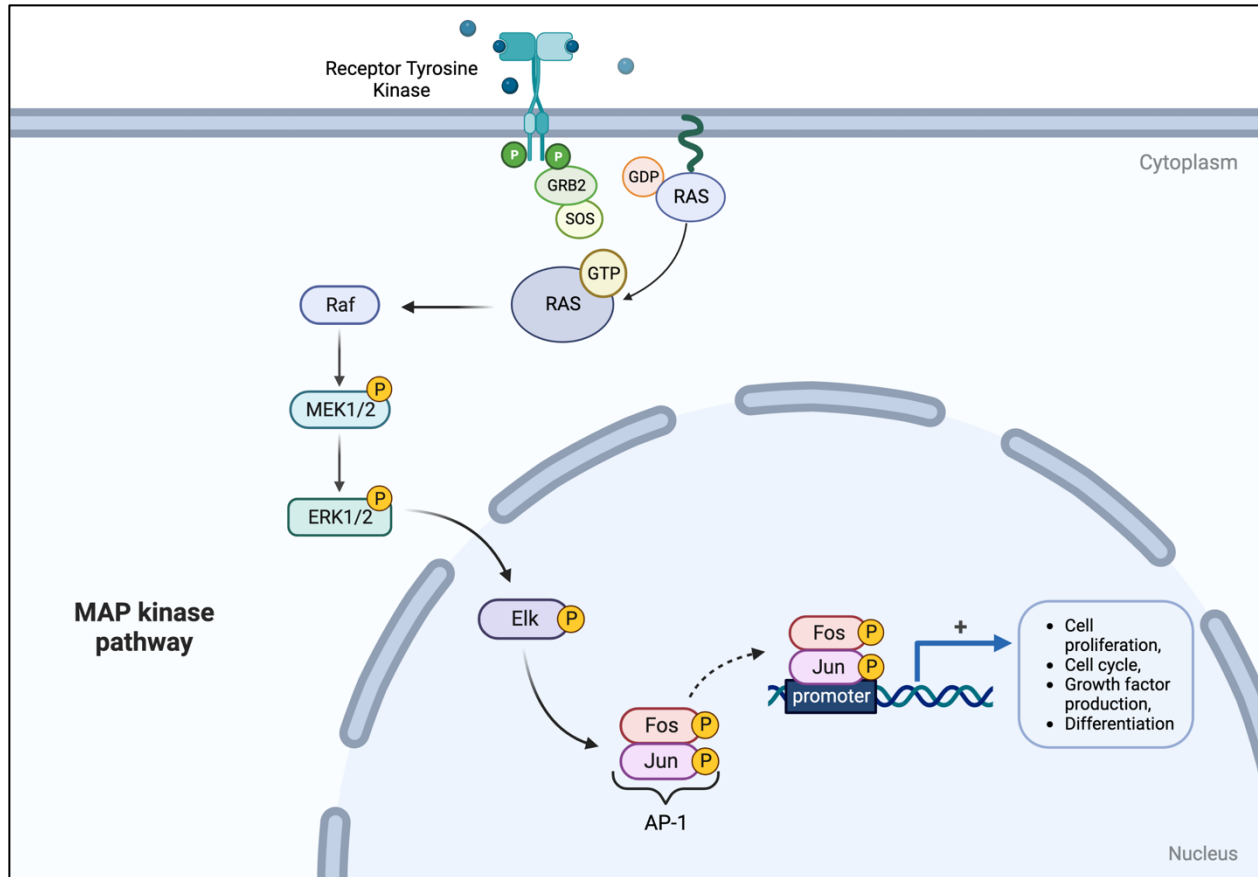 Receptor Tyrosine
Kinase
Cytoplasm
P
P
GRB2
SOS
GDP
RAS
GTP
RAS
Raf
P
MEK1/2
P
ERK1/2
MAP kinase
pathway
Elk
P
Fos
P
Jun
P
AP-1
Fos
P
Jun
P
promoter
+
• Cell
proliferation,
• Cell cycle,
• Growth factor
production,
• Differentiation
Nucleus